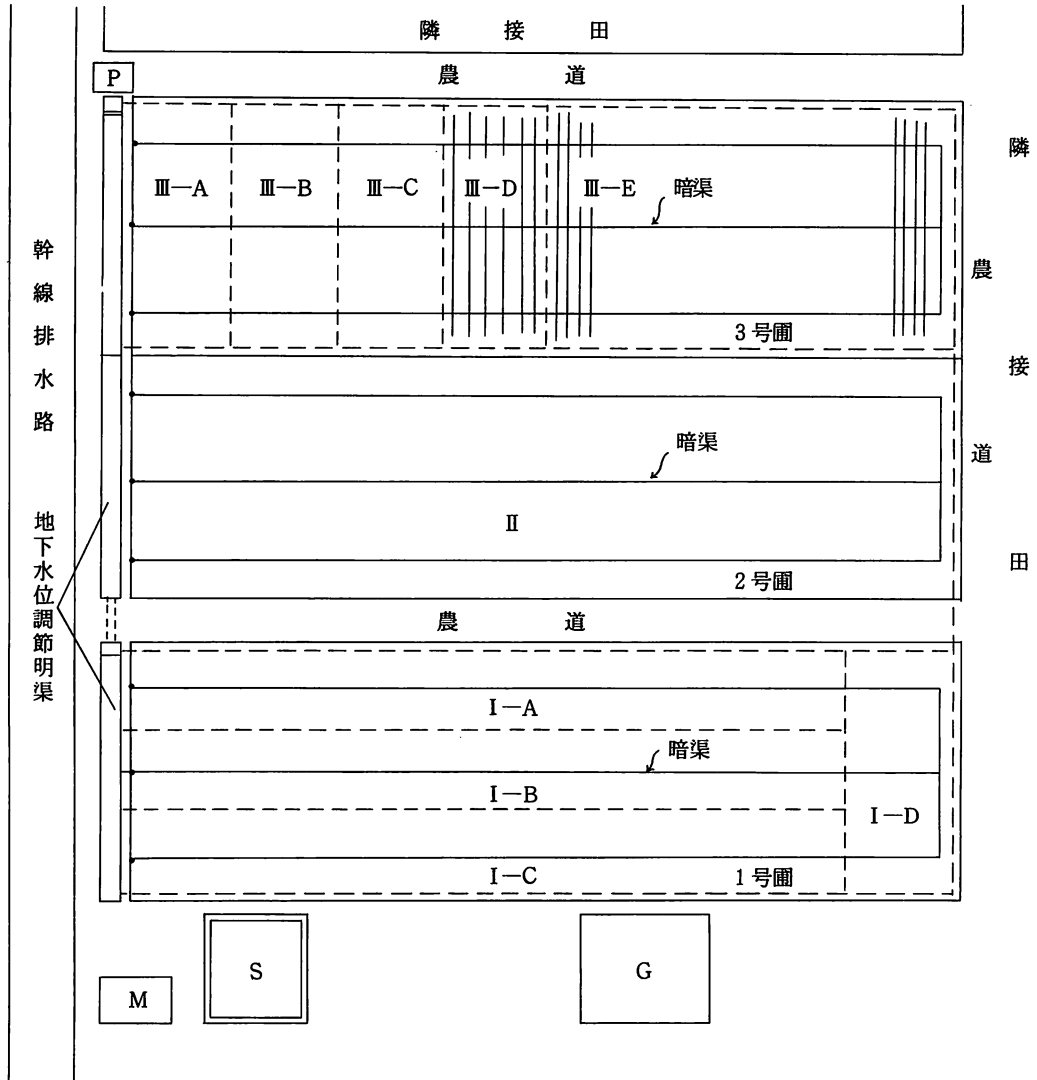 隣接田
P
農道
Ⅲ—A
Ⅲ—B
Ⅲ—C
Ⅲ—D
Ⅲ—E
暗渠
3号圃
隣接田
農道
幹線排水路
暗渠
Ⅱ
2号圃
地下水位調節明渠
農道
Ⅰ—A
暗渠
Ⅰ—B
Ⅰ—D
Ⅰ—C
1号圃
S
G
M